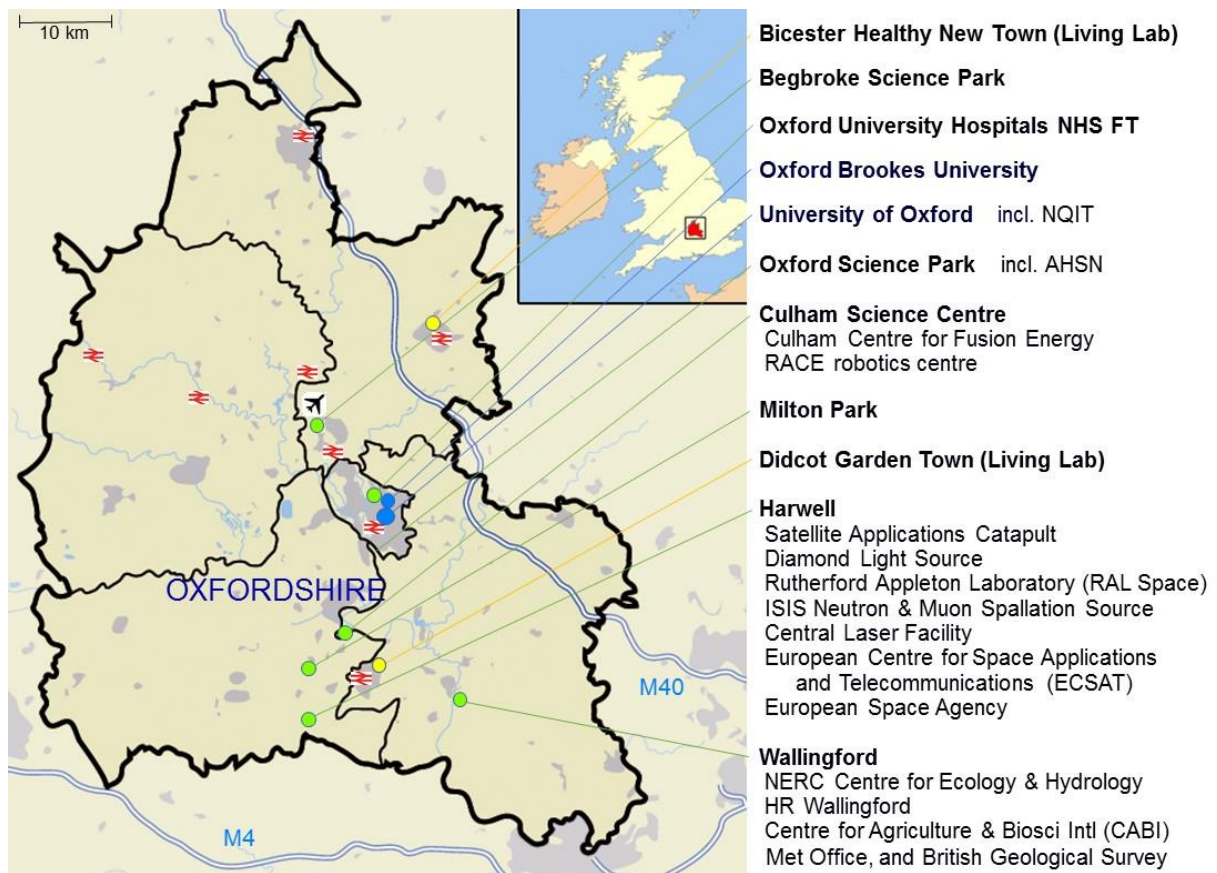 10 km
OXFORDSHIRE
M40
M4
Bicester Healthy New Town (Living Lab)
Begbroke Science Park
Oxford University Hospitals NHS FT
Oxford Brookes University
University of Oxford incl. NQIT
Oxford Science Park incl. AHSN
Culham Science Centre
Culham Centre for Fusion Energy
RACE robotics centre
Milton Park
Didcot Garden Town (Living Lab)
Harwell
Satellite Applications Catapult
Diamond Light Source
Rutherford Appleton Laboratory (RAL Space)
ISIS Neutron & Muon Spallation Source
Central Laser Facility
European Centre for Space Applications
and Telecommunications (ECSAT)
European Space Agency
Wallingford
NERC Centre for Ecology & Hydrology
HR Wallingford
Centre for Agriculture & Biosci Intl (CABI)
Met Office, and British Geological Survey